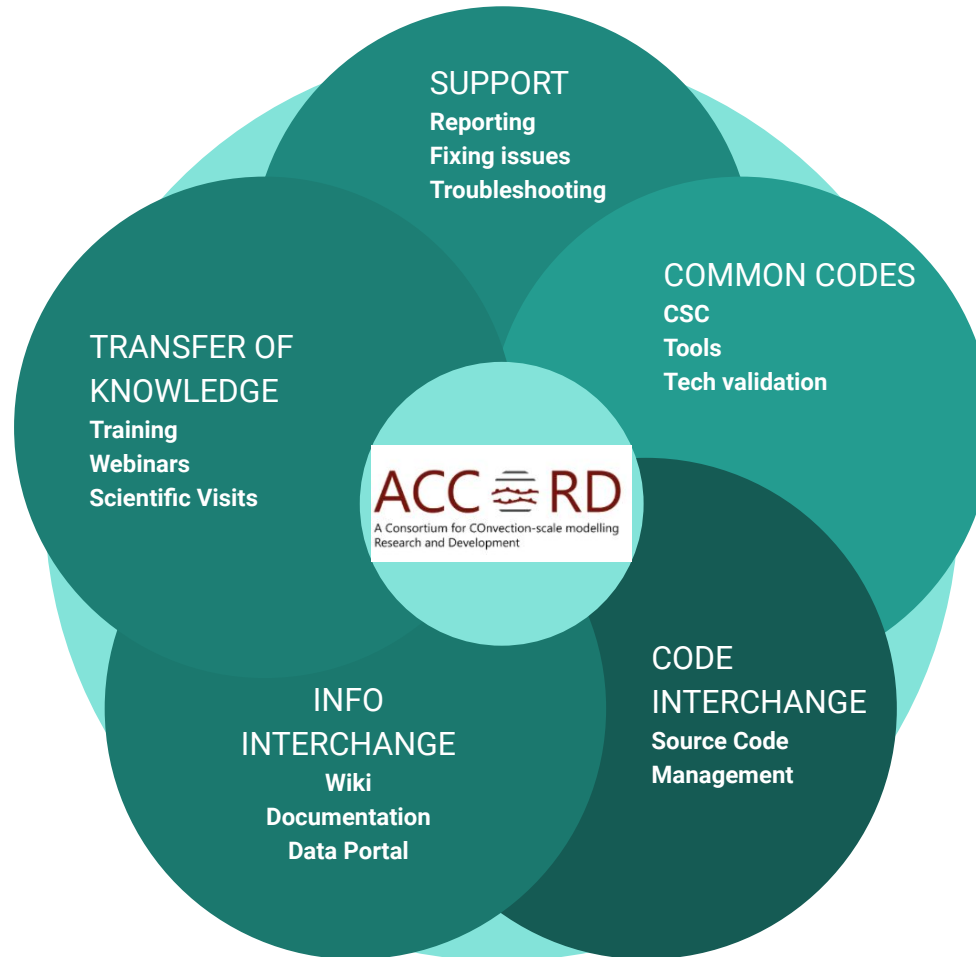 SUPPORT
Reporting
Fixing issues
Troubleshooting
COMMON CODES
CSC
Tools
Tech validation
TRANSFER OF
KNOWLEDGE
Training
Webinars
Scientific Visits
ACCORD
A Consortium for COnvection-scale modelling
Research and Development
CODE
INTERCHANGE
Source Code
Management
INFO
INTERCHANGE
Wiki
Documentation
Data Portal